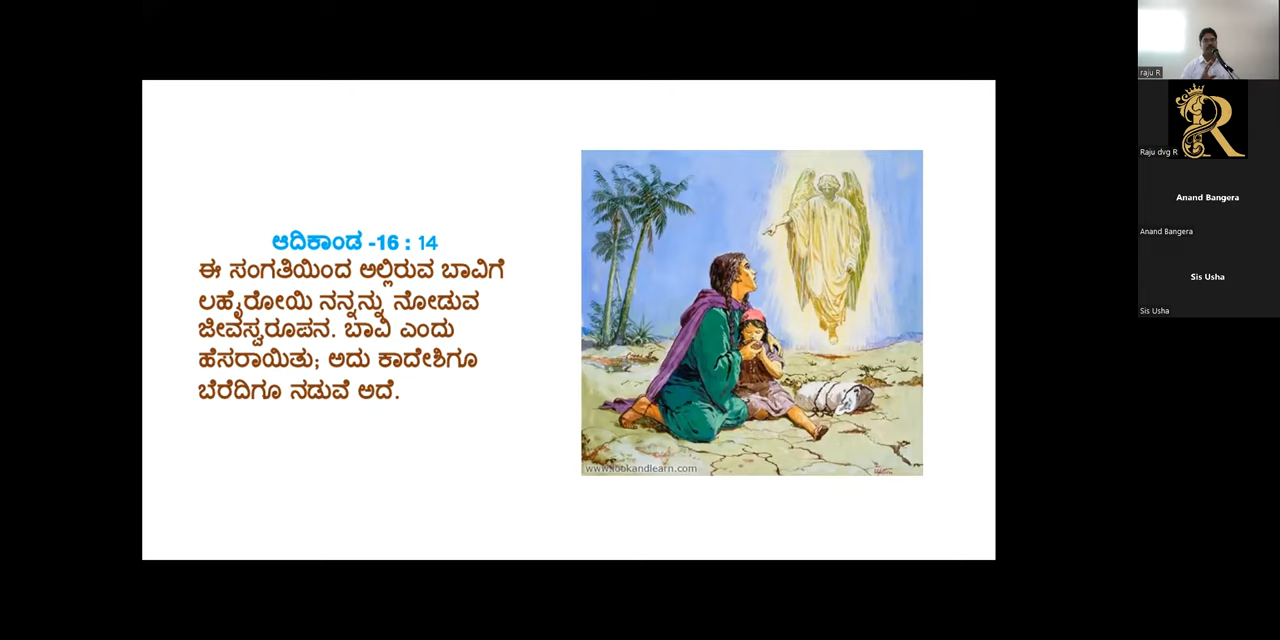 ಆದಿಕಾಂಡ -16 : 14
ಈ ಸಂಗತಿಯಿಂದ ಅಲ್ಲಿರುವ ಬಾವಿಗೆ
ಲಹೈರೋಯಿ ನನ್ನನ್ನು ನೋಡುವ
ಜೀವಸ್ವರೂಪನ. ಬಾವಿ ಎಂದು
ಹೆಸರಾಯಿತು; ಅದು ಕಾದೇಶಿಗೂ
ಬೆರೆದಿಗೂ ನಡುವೆ ಅದೆ.
www.lookandlearn.com
raju R
R
Raju dvg R
Anand Bangera
Anand Bangera
Sis Usha
Sis Usha